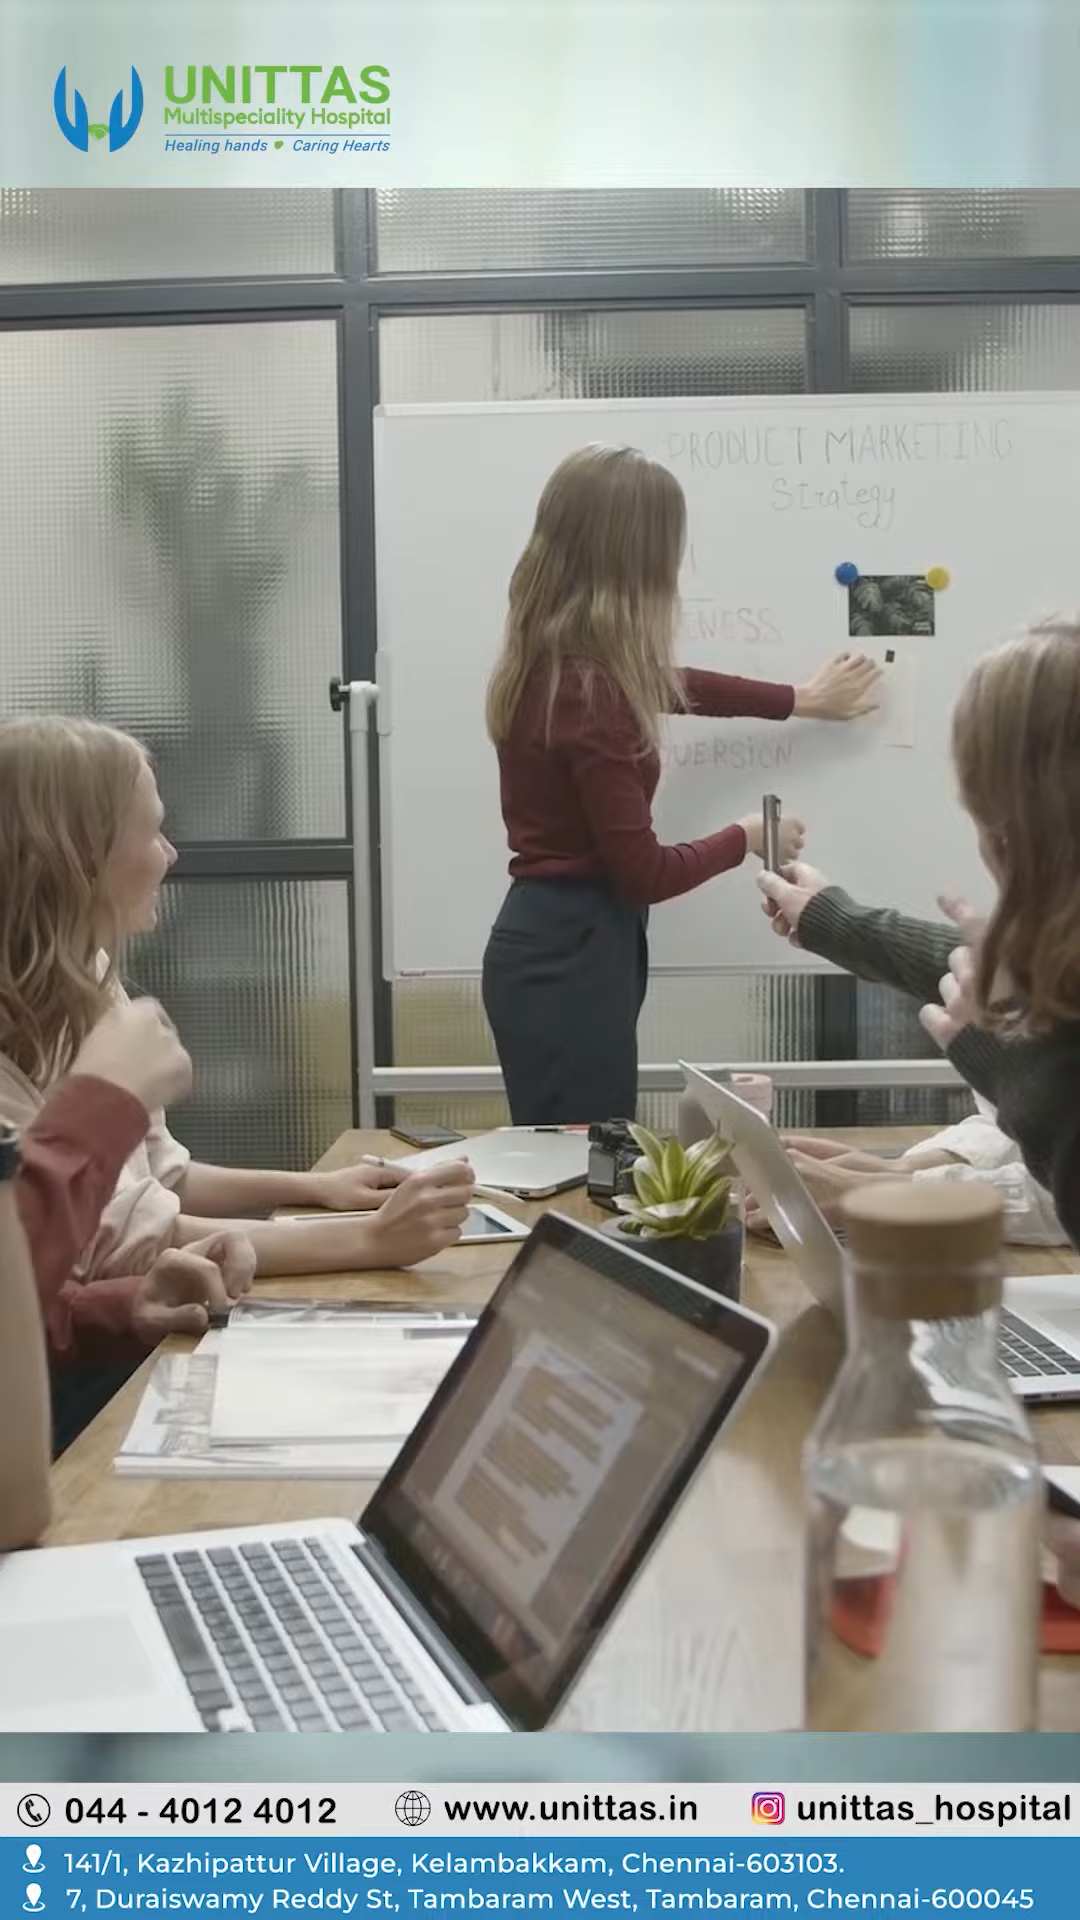 UNITTAS
Multispeciality Hospital
Healing hands Caring Hearts
PRODUCT MARKETING
Strategy
044 - 4012 4012
www.unittas.in
unittas_hospital
141/1, Kazhipattur Village, Kelambakkam, Chennai-603103.
7, Duraiswamy Reddy St, Tambaram West, Tambaram, Chennai-600045